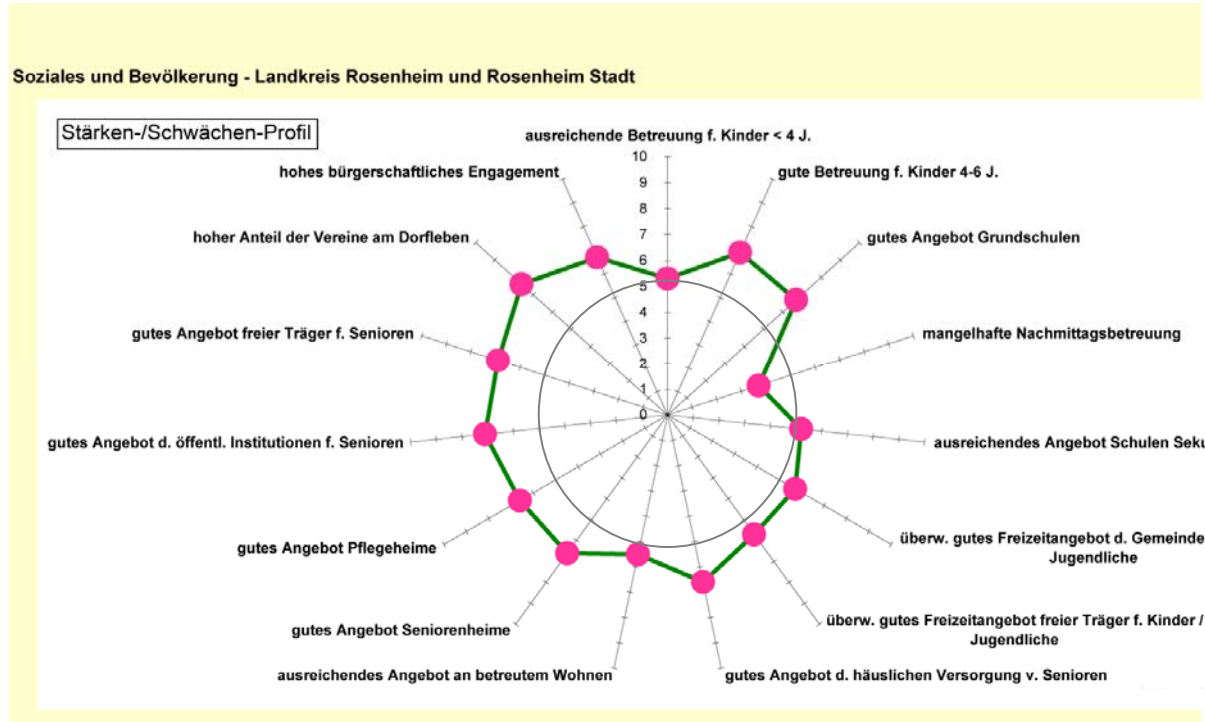 Soziales und Bevölkerung - Landkreis Rosenheim und Rosenheim Stadt
Stärken-/Schwächen-Profil
ausreichende Betreuung f. Kinder < 4 J.
gute Betreuung f. Kinder 4-6 J.
gutes Angebot Grundschulen
mangelhafte Nachmittagsbetreuung
ausreichendes Angebot Schulen Seku
überw. gutes Freizeitangebot d. Gemeinde
Jugendliche
überw. gutes Freizeitangebot freier Träger f. Kinder /
Jugendliche
gutes Angebot d. häuslichen Versorgung v. Senioren
ausreichendes Angebot an betreutem Wohnen
gutes Angebot Seniorenheime
gutes Angebot Pflegeheime
gutes Angebot d. öffentl. Institutionen f. Senioren
gutes Angebot freier Träger f. Senioren
hoher Anteil der Vereine am Dorfleben
hohes bürgerschaftliches Engagement
10
9
8
7
6
5
4
3
2
1
0